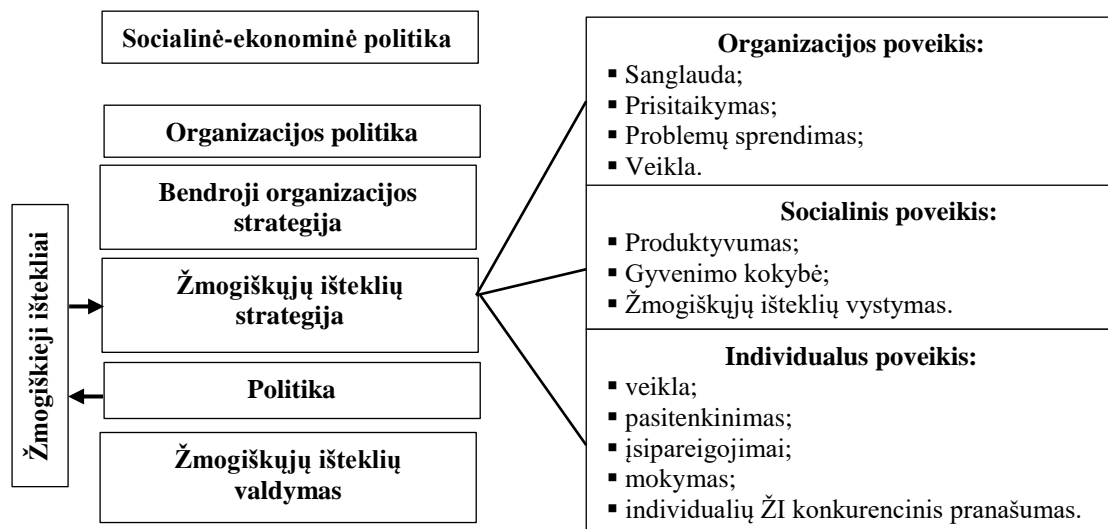 Socialinė-ekonominė politika
Organizacijos politika
Bendroji organizacijos
strategija
Žmogiškieji ištekliai
Žmogiškųjų išteklių
strategija
Politika
Žmogiškųjų išteklių
valdymas
Organizacijos poveikis:
▪ Sanglauda;
▪ Prisitaikymas;
▪ Problemų sprendimas;
▪ Veikla.
Socialinis poveikis:
▪ Produktyvumas;
▪ Gyvenimo kokybė;
▪ Žmogiškųjų išteklių vystymas.
Individualus poveikis:
▪ veikla;
▪ pasitenkinimas;
▪ įsipareigojimai;
▪ mokymas;
▪ individualių ŽI konkurencinis pranašumas.